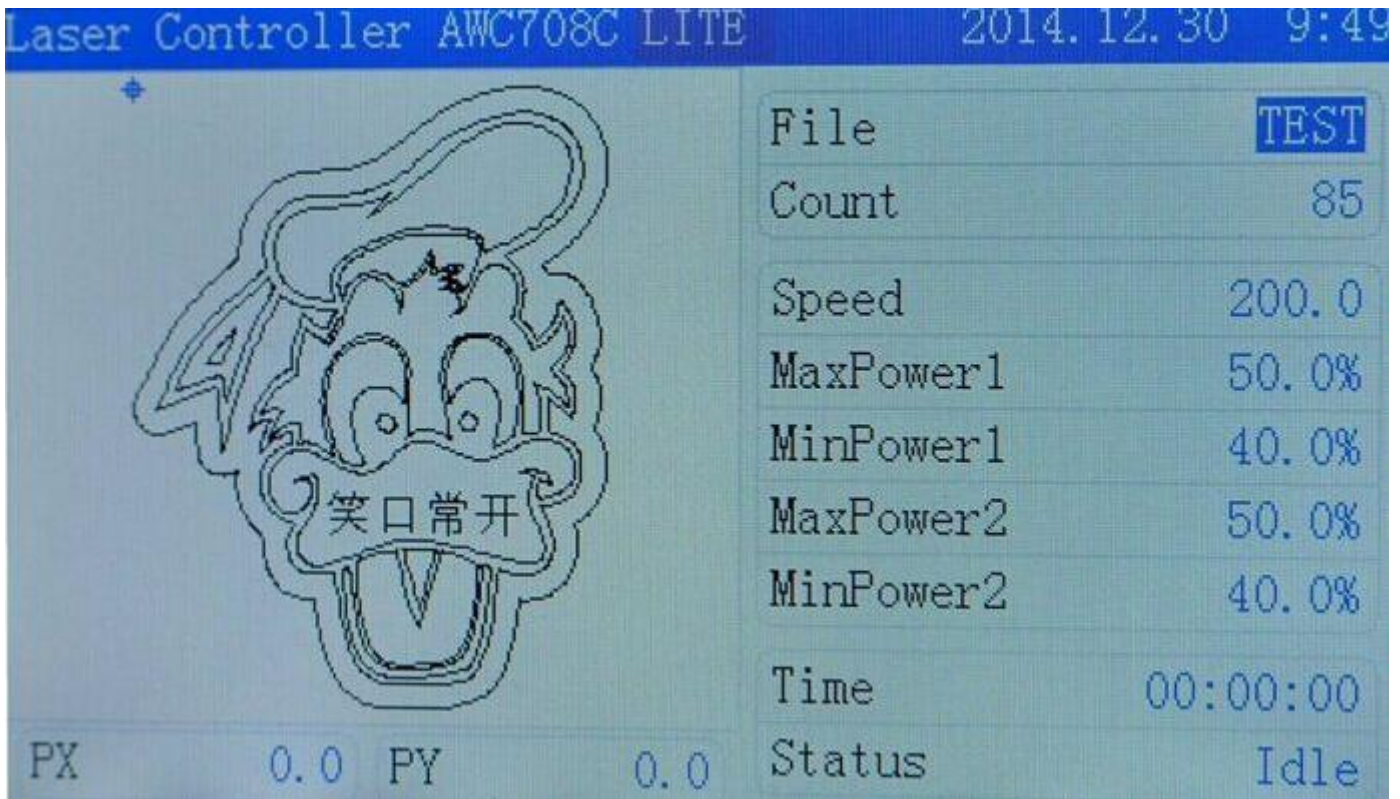 Laser Controller AWC708C LITE 2014.12.30 9:49
File TEST
Count 85
Speed 200.0
MaxPower1 50.0%
MinPower1 40.0%
MaxPower2 50.0%
MinPower2 40.0%
Time 00:00:00
Status Idle
笑口常开
PX 0.0 PY 0.0